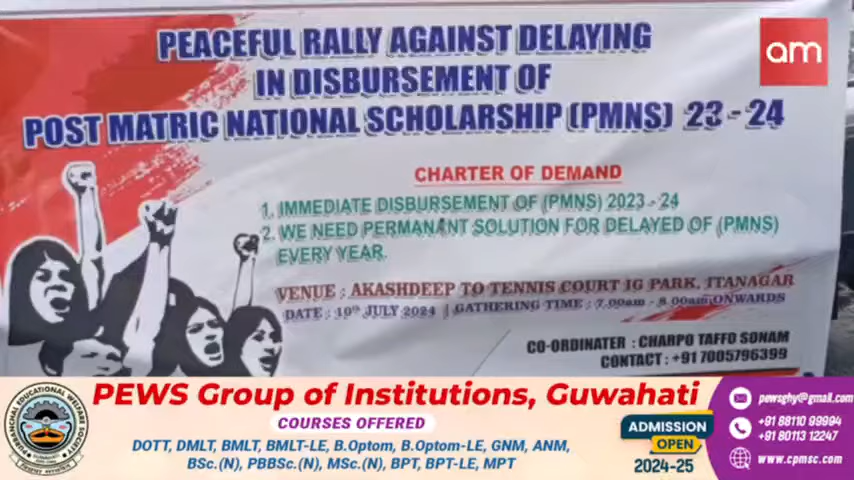 PEACEFUL RALLY AGAINST DELAYING
IN DISBURSEMENT OF
POST MATRIC NATIONAL SCHOLARSHIP (PMNS) 23-24
am
CHARTER OF DEMAND
1. IMMEDIATE DISBURSEMENT OF (PMNS) 2023-24
2. WE NEED PERMANANT SOLUTION FOR DELAYED OF (PMNS)
EVERY YEAR.
VENUE : AKASHDEEP TO TENNIS COURT IG PARK, ITANAGAR
DATE : 10th JULY 2024 | GATHERING TIME : 7.00am - 8.00am ONWARDS
CO-ORDINATER : CHARPO TAFFO SONAM
CONTACT : +91 7005796399
PEWS Group of Institutions, Guwahati
COURSES OFFERED
DOTT, DMLT, BMLT, BMLT-LE, B.Optom, B.Optom-LE, GNM, ANM,
BSc.(N), PBBSc.(N), MSc.(N), BPT, BPT-LE, MPT
ADMISSION
OPEN
2024-25
pewsghy@gmail.com
+91 88110 99994
+91 80113 12247
www.cpmsc.com
PURBANCHAL EDUCATIONAL WELFARE SOCIETY